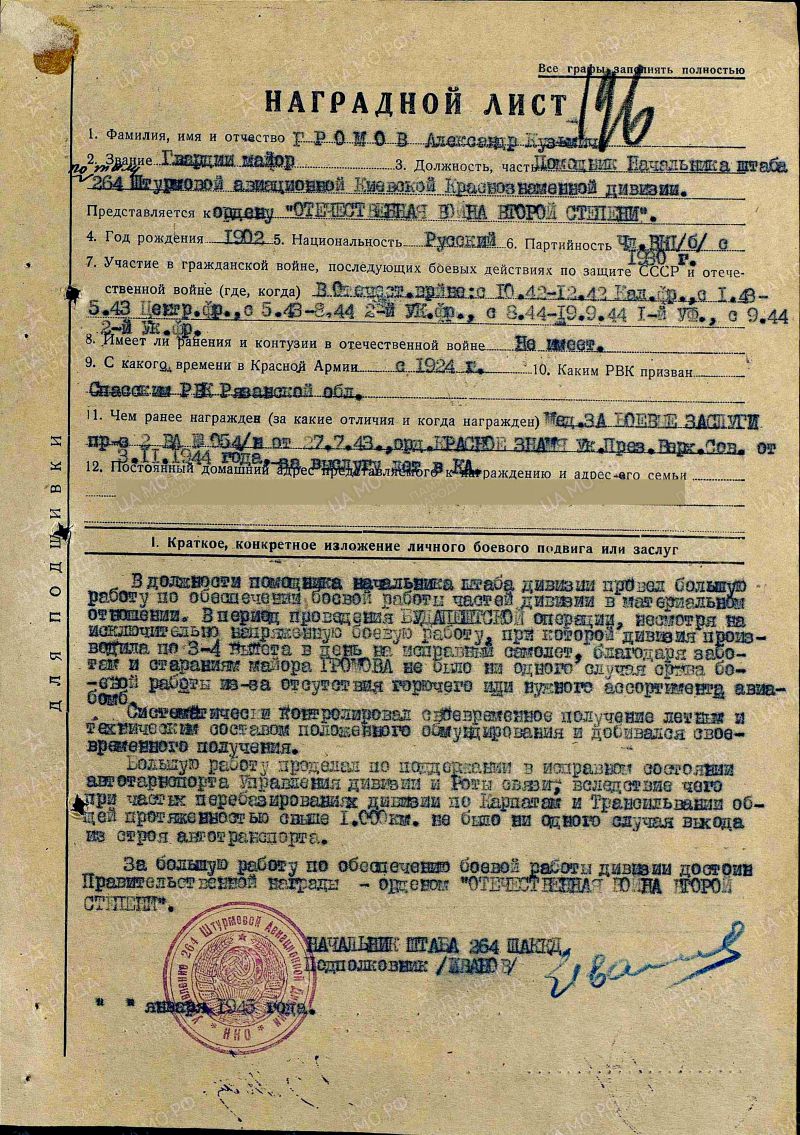 Все графы заполнять полностью
196
НАГРАДНОЙ ЛИСТ
1. Фамилия, имя и отчество ГРОМОВ Александр Кузьмич
по тылу
2. Звание Гвардии майор 3. Должность, часть Помощник Начальника штаба
264 Штурмовой авиационной Киевской Краснознаменной дивизии.
Представляется к ордену "ОТЕЧЕСТВЕННАЯ ВОЙНА ВТОРОЙ СТЕПЕНИ".
4. Год рождения 1902 5. Национальность Русский 6. Партийность Чл.ВКП/б/ с
1930 г.
7. Участие в гражданской войне, последующих боевых действиях по защите СССР и отече-
ственной войне (где, когда) В Отечест.войне: с 10.42-12.42 Кал.фр., с 1.43-
5.43 Центр.фр., с 5.43-8.44 2-й УК.фр., с 8.44-19.9.44 1-й УФ., с 9.44
2-й Ук.фр.
8. Имеет ли ранения и контузии в отечественной войне Не имеет.
9. С какого времени в Красной Армии с 1924 г. 10. Каким РВК призван
Спасским РВК Рязанской обл.
11. Чем ранее награжден (за какие отличия и когда награжден) Мед.ЗА БОЕВЫЕ ЗАСЛУГИ
пр-з 2 ВА № 054/н от 27.7.43., орд.КРАСНОЕ ЗНАМЯ Ук.През.Верх.Сов. от
3.II.1944 года,-за выслугу лет в КА.
12. Постоянный домашний адрес представляемого к награждению и адрес его семьи
ДЛЯ ПОДШИВКИ
I. Краткое, конкретное изложение личного боевого подвига или заслуг
В должности помощника начальника штаба дивизии провел большую
работу по обеспечении боевой работы частей дивизии в материальном
отношении. В период проведения БУДАПЕШТСКОЙ операции, несмотря на
исключительно напряженную боевую работу, при которой дивизия произ-
водила по 3-4 вылета в день на исправный самолет, благодаря забо-
там и стараниям майора ГРОМОВА не было ни одного случая срыва бо-
-евой работы из-за отсутствия горючего или нужного ассортимента авиа-
бомб.
Систематически контролировал своевременное получение летным и
техническим составом положенного обмундирования и добивался свое-
временного получения.
Большую работу проделал по поддержании в исправном состоянии
автотарнспорта Управления дивизии и Роты связи, вследствие чего
при частых перебазированиях дивизии по Карпатам и Трансильвании об-
щей протяженностью свыше 1.000км. не было ни одного случая выхода
из строя автотранспорта.
За большую работу по обеспечению боевой работы дивизии достоин
Правительственной награды - орденом "ОТЕЧЕСТВЕННАЯ ВОЙНА ВТОРОЙ
СТЕПЕНИ".
НАЧАЛЬНИК ШТАБА 264 ШАККД
Подполковник /ИВАНОВ/
Иванов
" " января 1945 года.
Управление 264 Штурмовой Авиационной Дивизии
НКО
ЦАМО.РФ